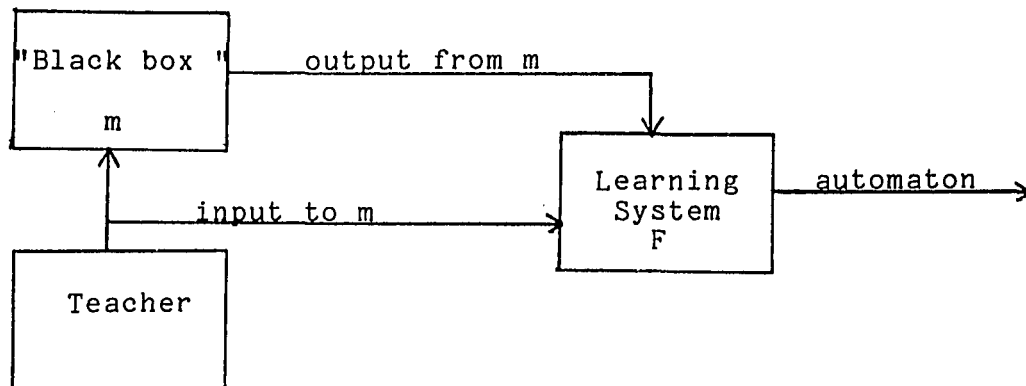 "Black box "
m
output from m
Learning
System
F
automaton
input to m
Teacher